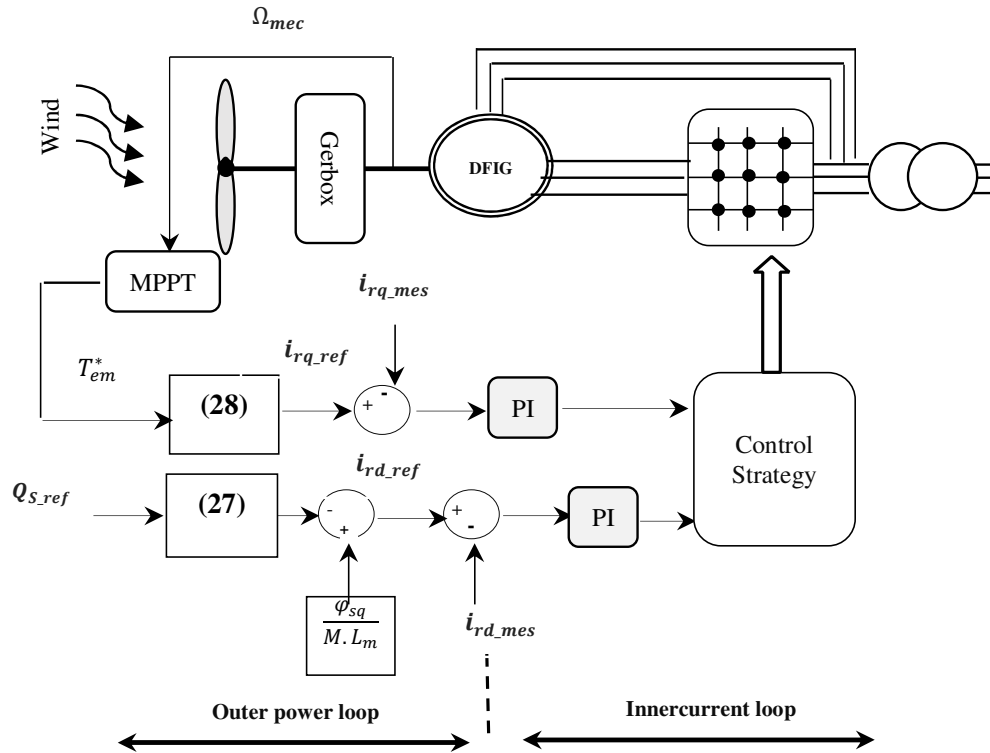 Ω_mec
Wind
Gerbox
DFIG
MPPT
i_rq_mes
T*_em
i_rq_ref
(28)
+
-
PI
Control
Strategy
i_rd_ref
Q_S_ref
(27)
-
+
+
-
PI
φ_sq
M. L_m
i_rd_mes
Outer power loop
Innercurrent loop